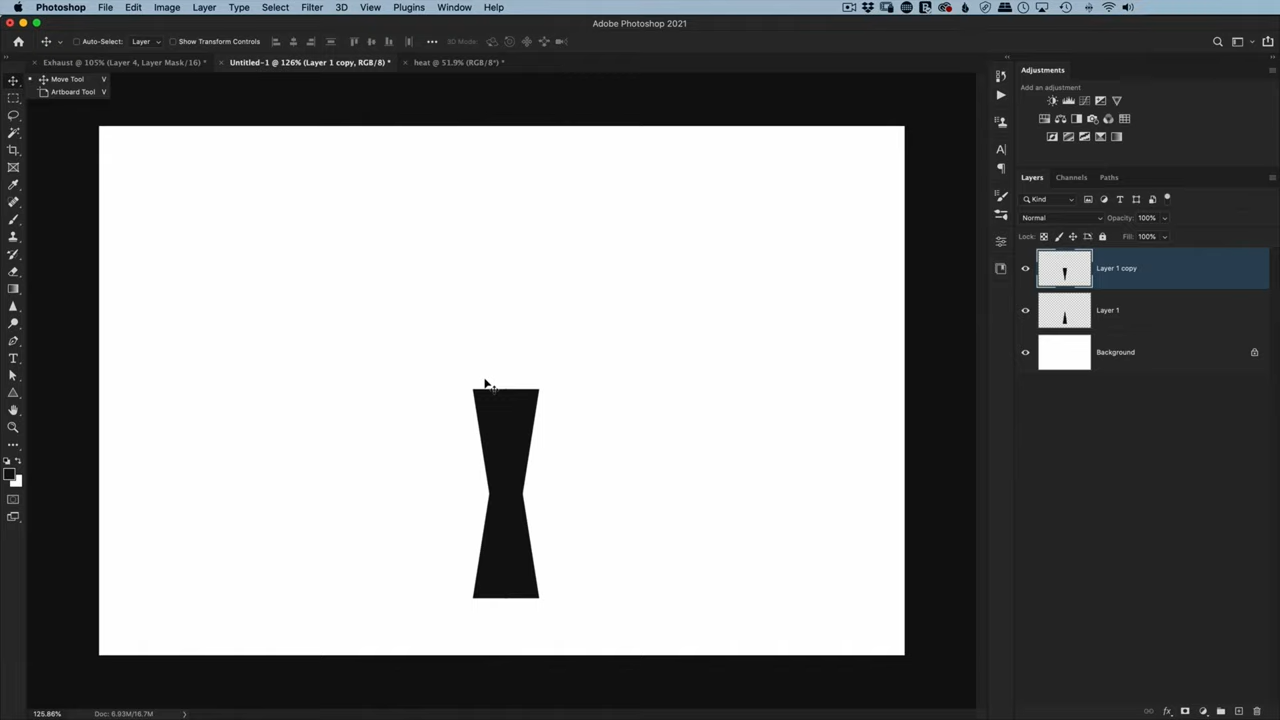 Photoshop File Edit Image Layer Type Select Filter 3D View Plugins Window Help
Adobe Photoshop 2021
Auto-Select: Layer Show Transform Controls 3D Mode:
Exhaust @ 105% (Layer 4, Layer Mask/16) * Untitled-1 @ 126% (Layer 1 copy, RGB/8) * heat @ 51.9% (RGB/8*) *
Move Tool V
Artboard Tool V
Adjustments
Add an adjustment
Layers Channels Paths
Kind
Normal Opacity: 100%
Lock: Fill: 100%
Layer 1 copy
Layer 1
Background
125.86% Doc: 6.93M/16.7M